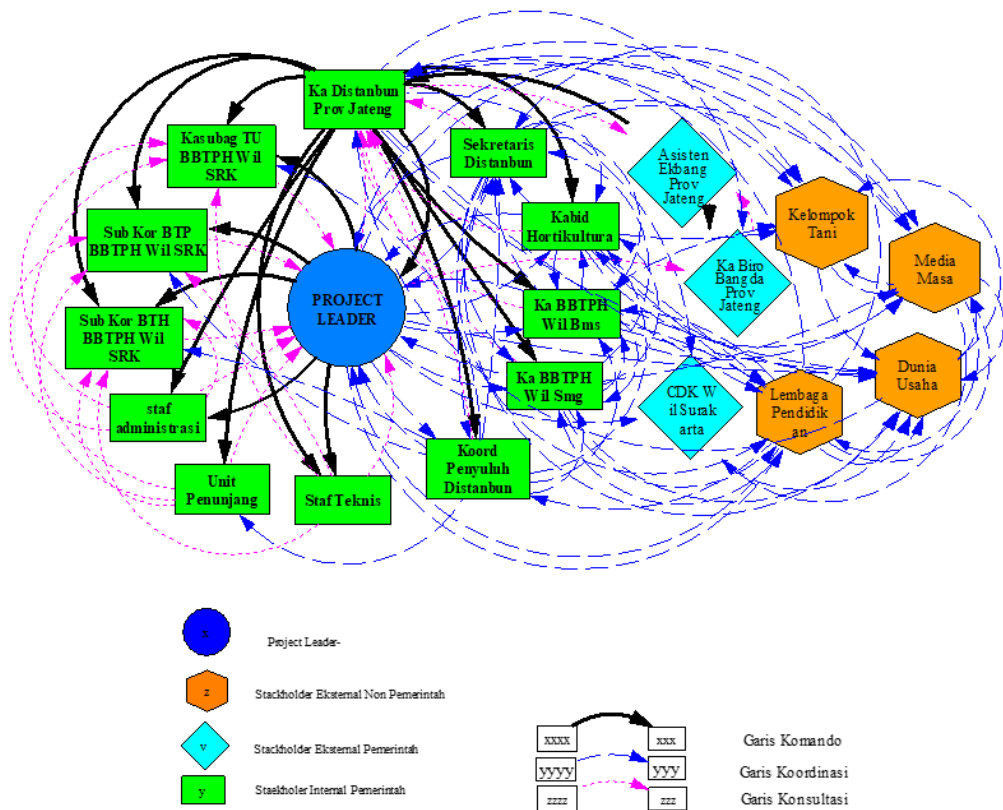 Ka Distanbun
Prov Jateng
Kasubag TU
BBTPH Wil
SRK
Sekretaris
Distanbun
Asisten
Ekbang
Prov
Jateng
Kelompok
Tani
Sub Kor BTP
BBTPH Wil SRK
Kabid
Hortikultura
Media
Masa
Ka Biro
Bangda
Prov
Jateng
PROJECT
LEADER
Sub Kor BTH
BBTPH Wil
SRK
Ka BBTPH
Wil Bms
Dunia
Usaha
Ka BBTPH
Wil Smg
CDK W
il Surak
arta
Lembaga
Pendidik
an
staf
administrasi
Koord
Penyuluh
Distanbun
Unit
Penunjang
Staf Teknis
x
Project Leader-
z
Stackholder Eksternal Non Pemerintah
v
Stackholder Eksternal Pemerintah
y
Staekholer Internal Pemerintah
xxxx
xxx
Garis Komando
yyyy
yyy
Garis Koordinasi
zzzz
zzz
Garis Konsultasi